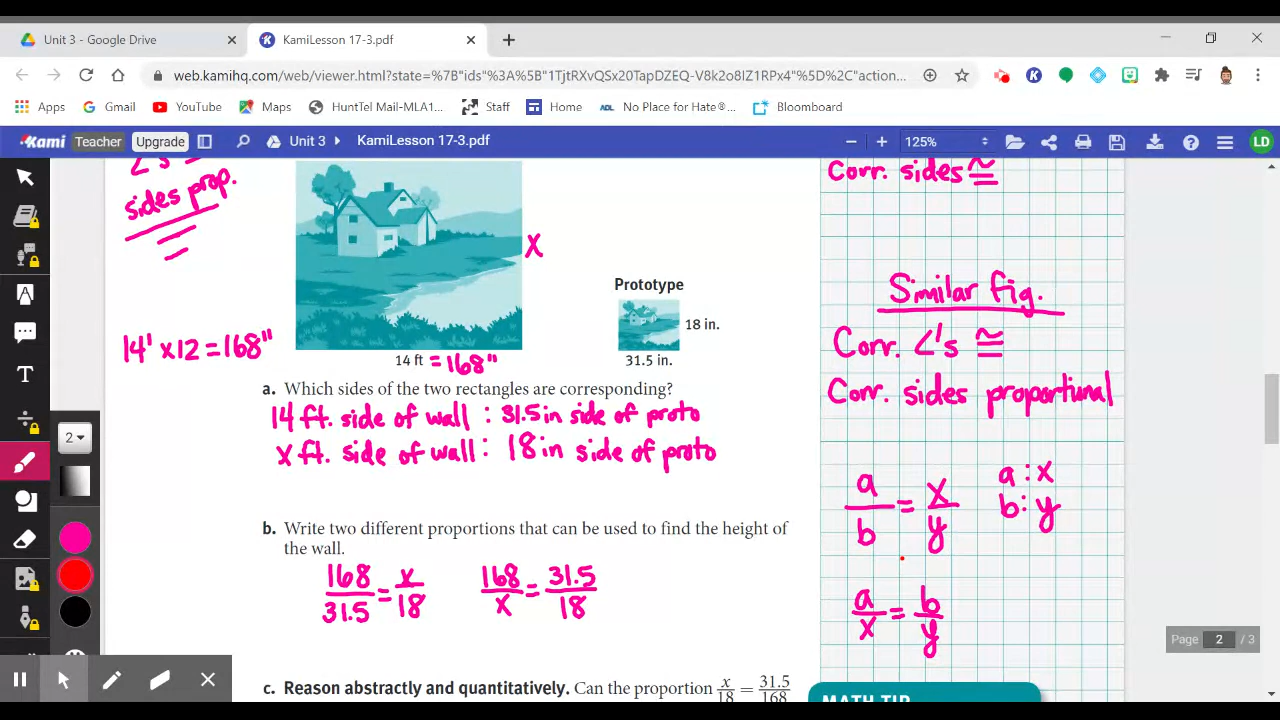 Unit 3 - Google Drive
KamiLesson 17-3.pdf
web.kamihq.com/web/viewer.html?state=%7B"ids"%3A%5B"1TjtRXvQSx20TapDZEQ-V8k2o8IZ1RPx4"%5D%2C"action...
Apps
Gmail
YouTube
Maps
HuntTel Mail-MLA1...
Staff
Home
ADL No Place for Hate®...
Bloomboard
Kami Teacher Upgrade
Unit 3
KamiLesson 17-3.pdf
125%
LD
∠'s
sides prop.
Corr. sides ≅
X
Prototype
18 in.
31.5 in.
14' x12 = 168"
14 ft = 168"
a. Which sides of the two rectangles are corresponding?
14 ft. side of wall : 31.5 in side of proto
x ft. side of wall : 18 in side of proto
b. Write two different proportions that can be used to find the height of
the wall.
168/31.5 = x/18 168/x = 31.5/18
c. Reason abstractly and quantitatively. Can the proportion x/18 = 31.5/168
Similar fig.
Corr. ∠'s ≅
Corr. sides proportional
a/b = x/y
a : x
b : y
a/x = b/y
MATH TIP
Page 2 / 3
2